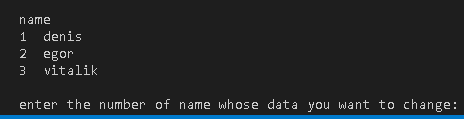 name
1 denis
2 egor
3 vitalik
enter the number of name whose data you want to change: